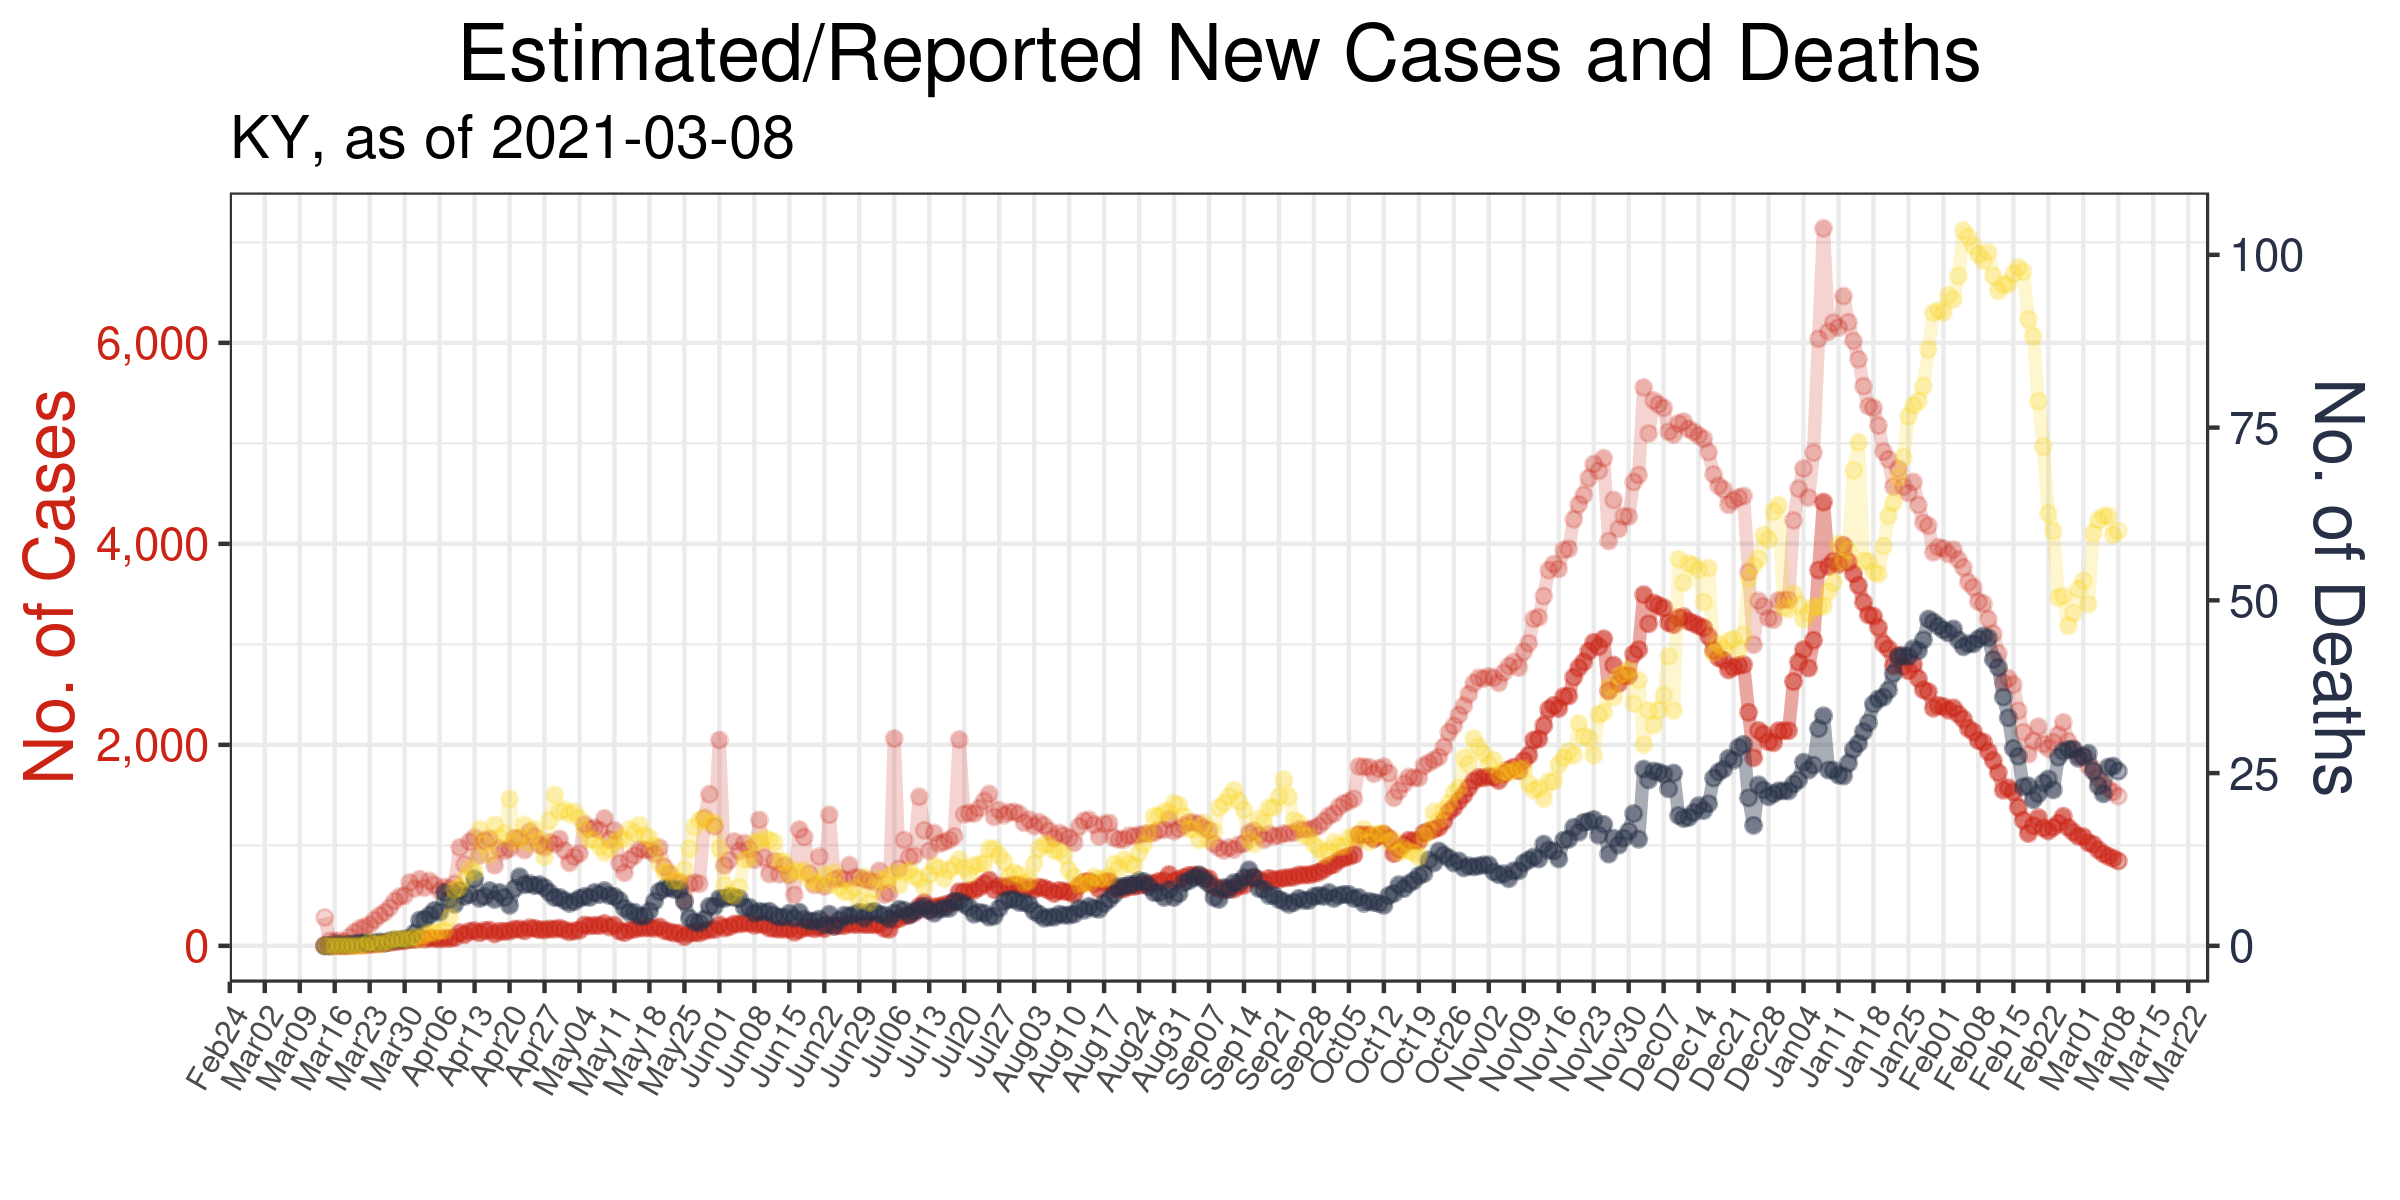 Estimated/Reported New Cases and Deaths
KY, as of 2021-03-08
No. of Cases
6,000
4,000
2,000
0
100
75
50
25
0
No. of Deaths
Feb24
Mar02
Mar09
Mar16
Mar23
Mar30
Apr06
Apr13
Apr20
Apr27
May04
May11
May18
May25
Jun01
Jun08
Jun15
Jun22
Jun29
Jul06
Jul13
Jul20
Jul27
Aug03
Aug10
Aug17
Aug24
Aug31
Sep07
Sep14
Sep21
Sep28
Oct05
Oct12
Oct19
Oct26
Nov02
Nov09
Nov16
Nov23
Nov30
Dec07
Dec14
Dec21
Dec28
Jan04
Jan11
Jan18
Jan25
Feb01
Feb08
Feb15
Feb22
Mar01
Mar08
Mar15
Mar22